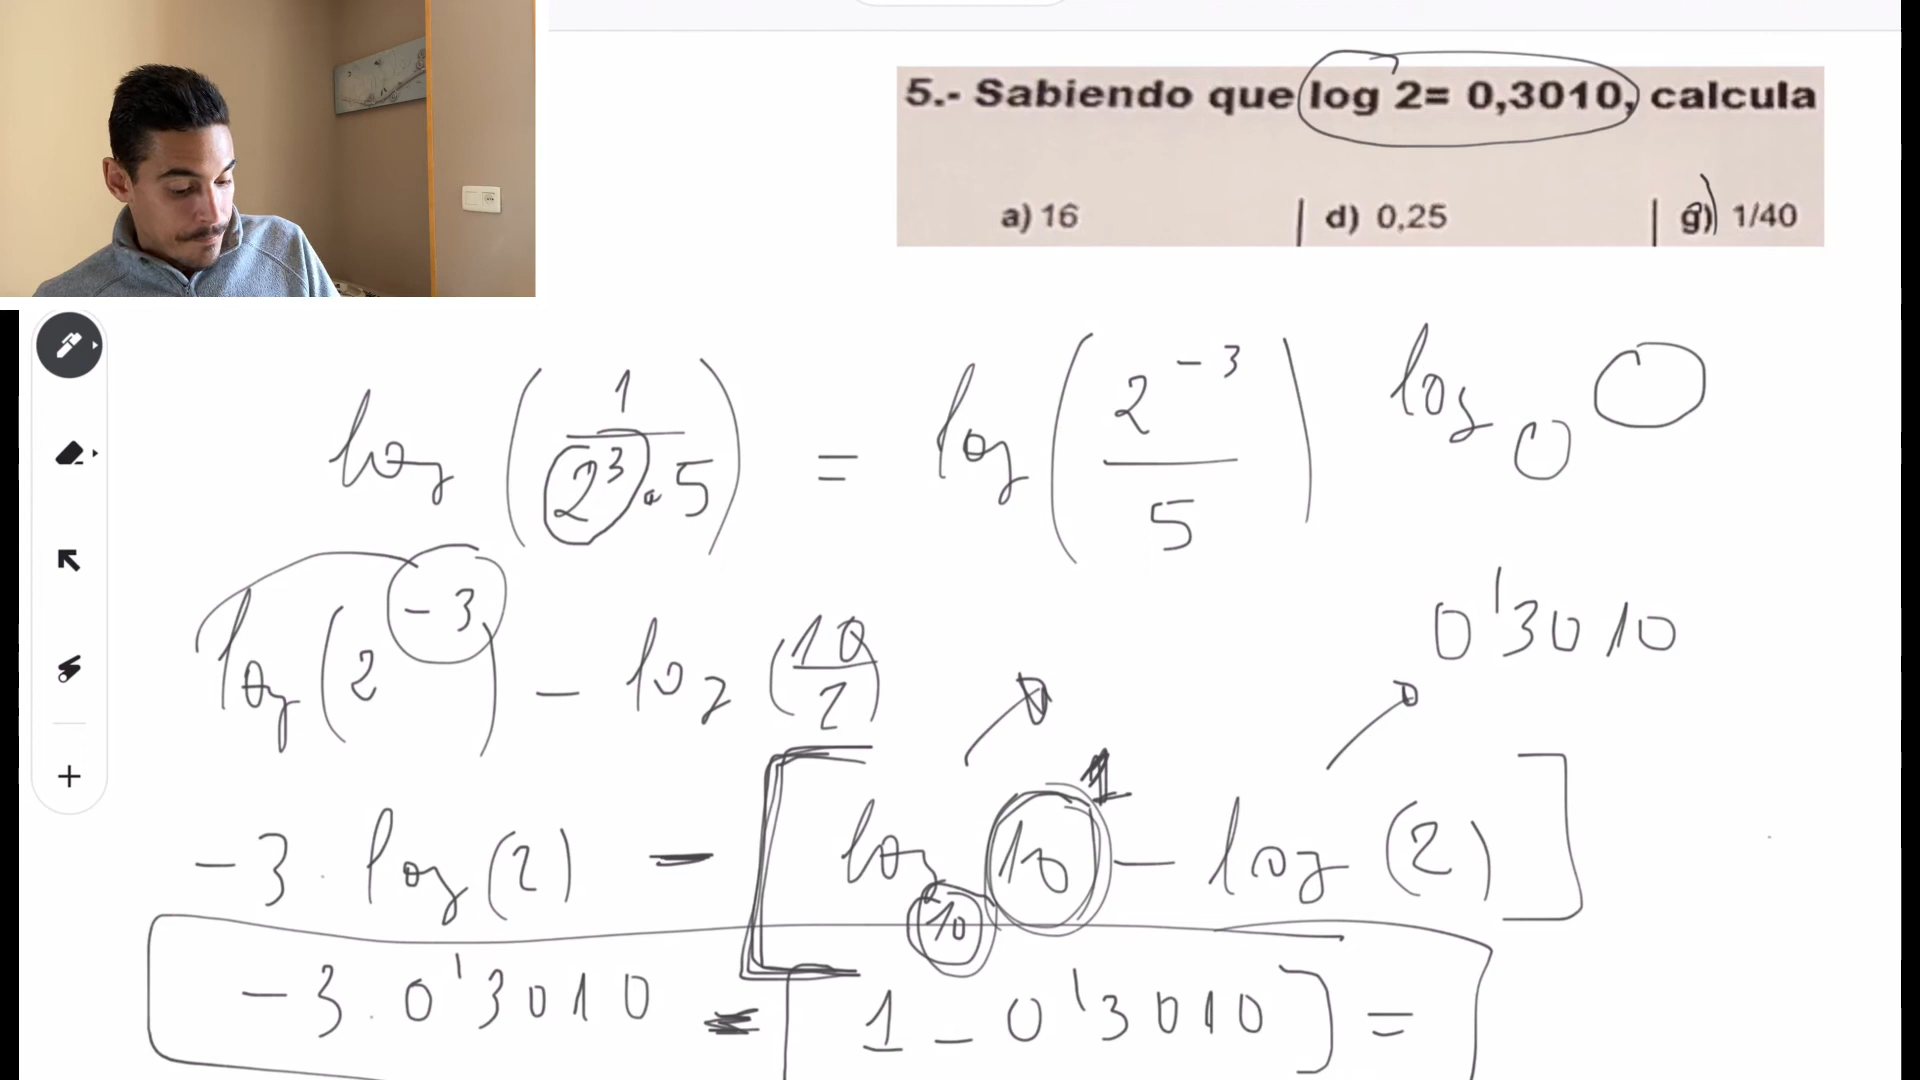 5.- Sabiendo que log 2= 0,3010, calcula
a) 16 | d) 0,25 | g) 1/40
log (1/2³·5) = log (2⁻³/5) log
log (2⁻³) - log (10/2) 0'3010
1
-3 · log (2) - [log₁₀ 10 - log (2)]
-3 · 0'3010 - [1 - 0'3010] =